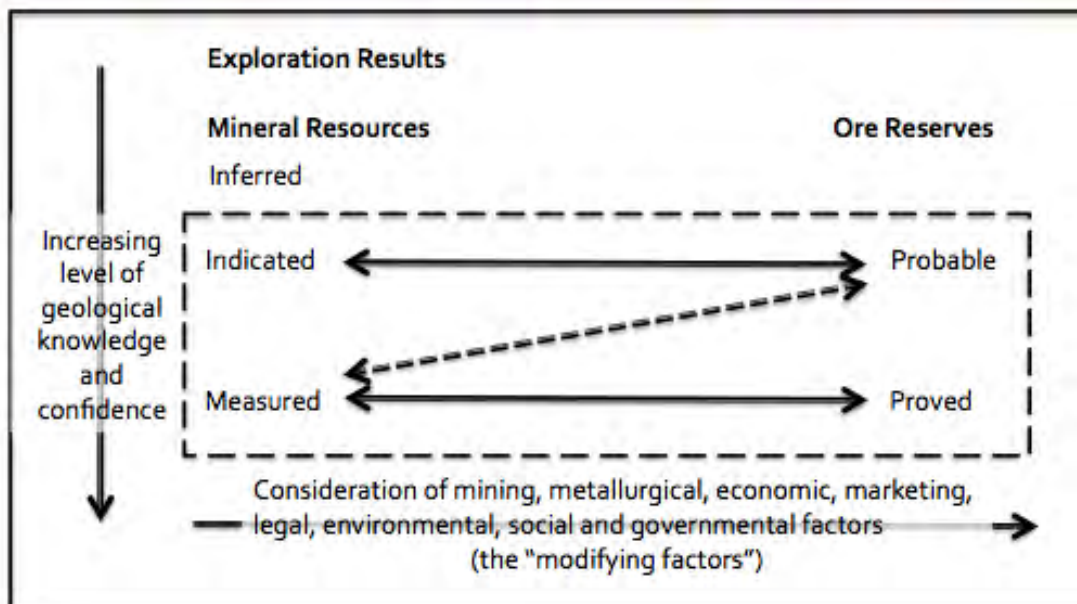 Exploration Results
Mineral Resources
Ore Reserves
Inferred
Increasing
level of
geological
knowledge
and
confidence
Indicated
Probable
Measured
Proved
Consideration of mining, metallurgical, economic, marketing,
legal, environmental, social and governmental factors
(the “modifying factors”)